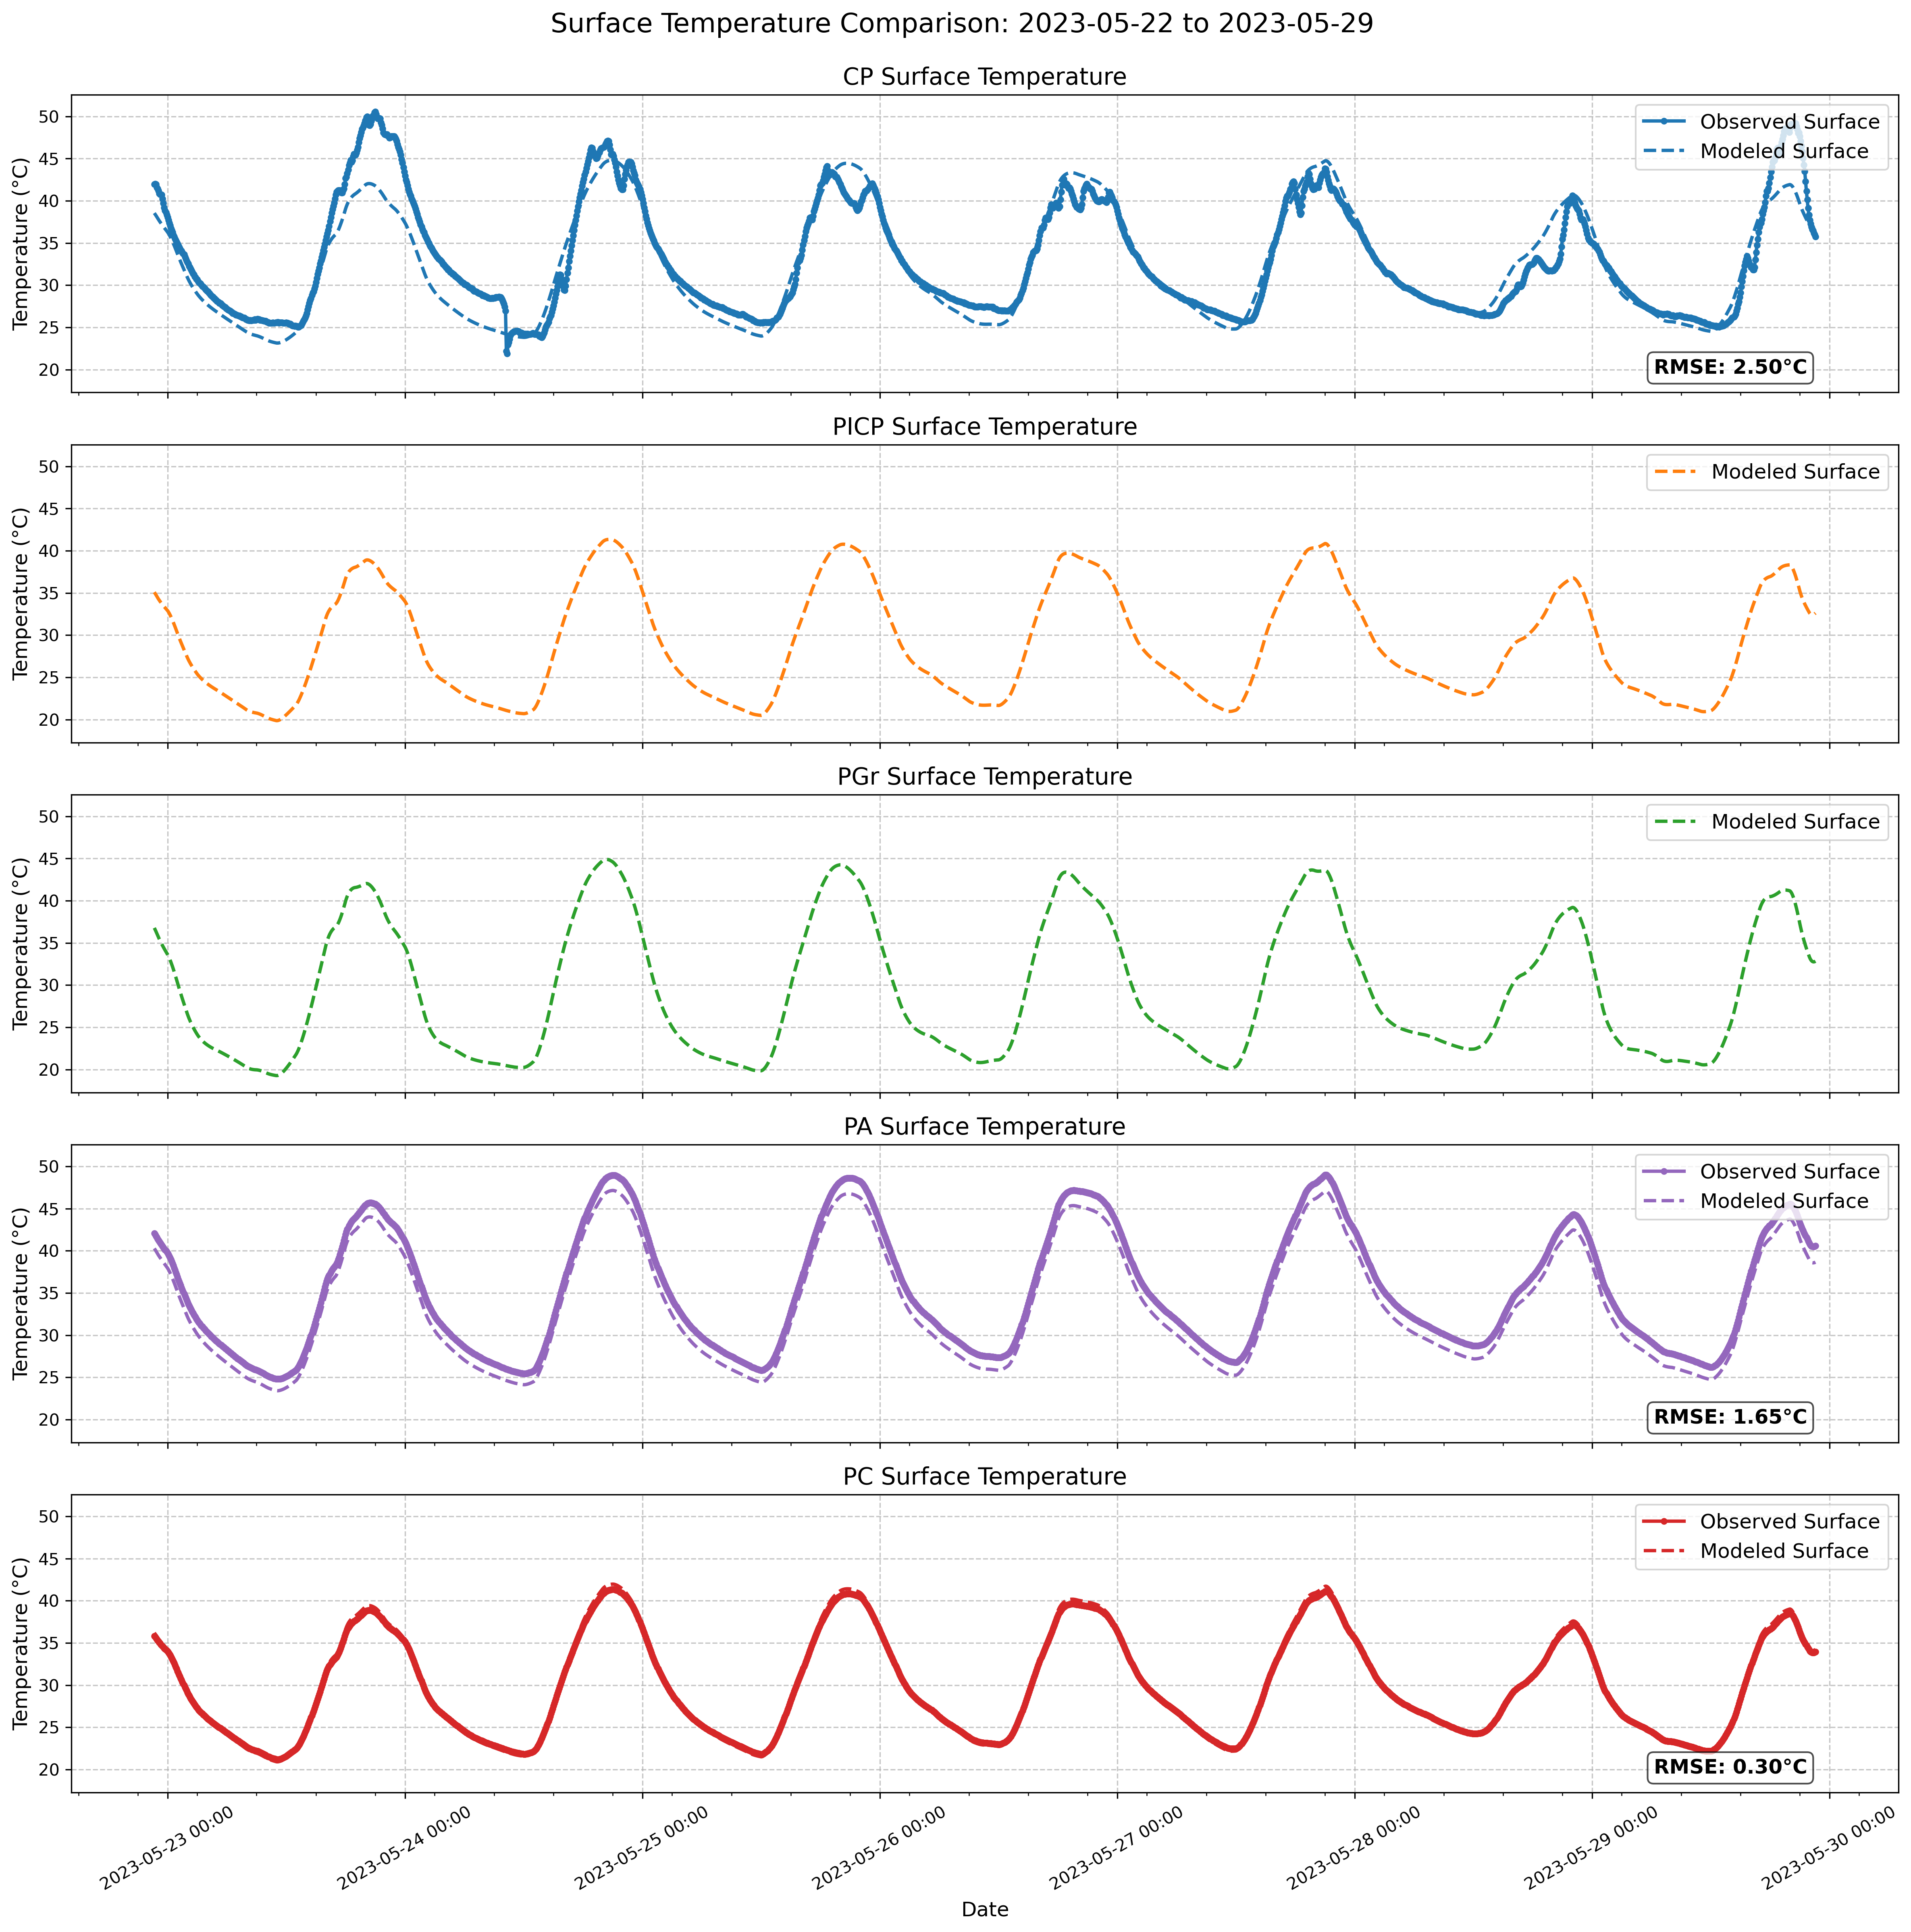 Surface Temperature Comparison: 2023-05-22 to 2023-05-29
CP Surface Temperature
Temperature (°C)
50
45
40
35
30
25
20
Observed Surface
Modeled Surface
RMSE: 2.50°C
PICP Surface Temperature
Temperature (°C)
50
45
40
35
30
25
20
Modeled Surface
PGr Surface Temperature
Temperature (°C)
50
45
40
35
30
25
20
Modeled Surface
PA Surface Temperature
Temperature (°C)
50
45
40
35
30
25
20
Observed Surface
Modeled Surface
RMSE: 1.65°C
PC Surface Temperature
Temperature (°C)
50
45
40
35
30
25
20
Observed Surface
Modeled Surface
RMSE: 0.30°C
2023-05-23 00:00
2023-05-24 00:00
2023-05-25 00:00
2023-05-26 00:00
2023-05-27 00:00
2023-05-28 00:00
2023-05-29 00:00
2023-05-30 00:00
Date